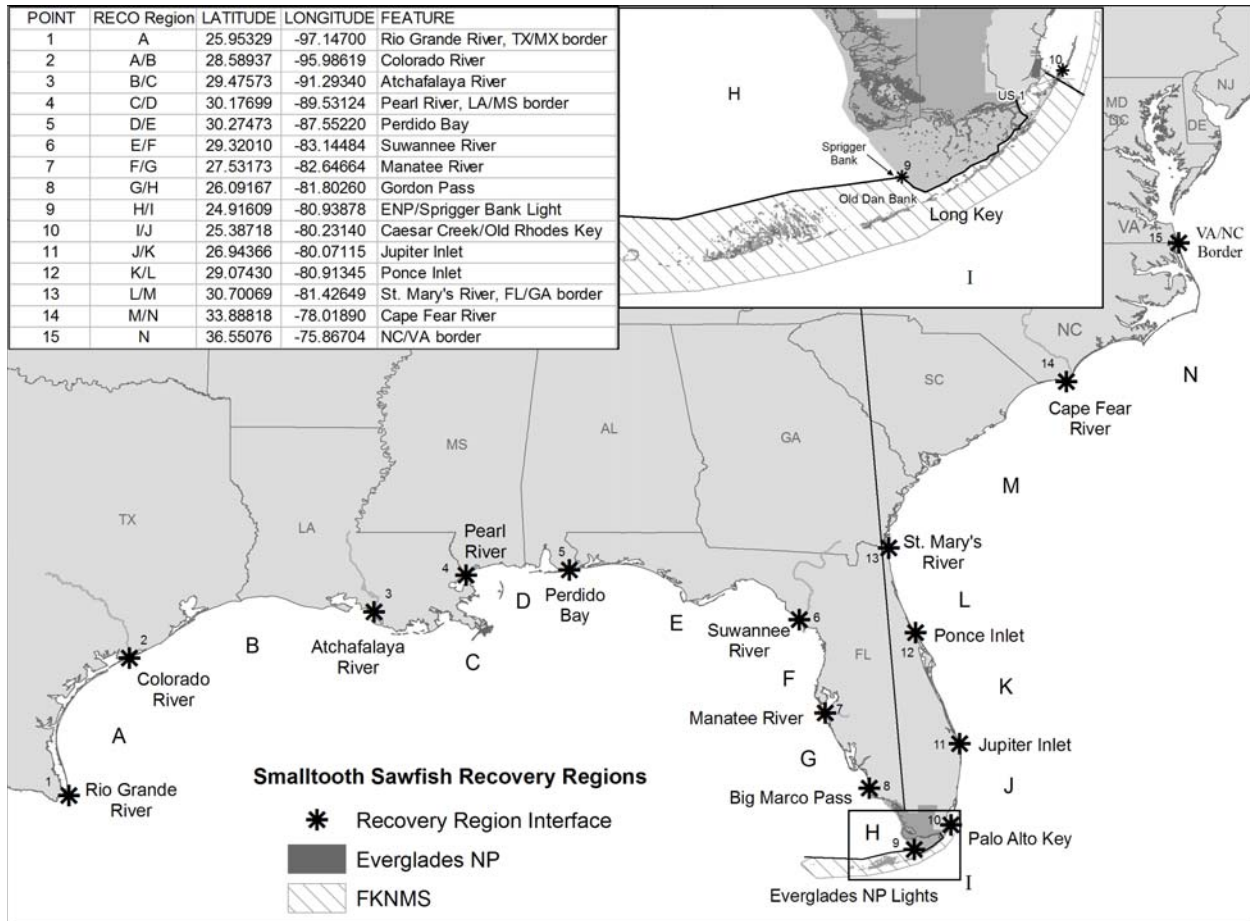 POINT RECO Region LATITUDE LONGITUDE FEATURE
1 A 25.95329 -97.14700 Rio Grande River, TX/MX border
2 A/B 28.58937 -95.98619 Colorado River
3 B/C 29.47573 -91.29340 Atchafalaya River
4 C/D 30.17699 -89.53124 Pearl River, LA/MS border
5 D/E 30.27473 -87.55220 Perdido Bay
6 E/F 29.32010 -83.14484 Suwannee River
7 F/G 27.53173 -82.64664 Manatee River
8 G/H 26.09167 -81.80260 Gordon Pass
9 H/I 24.91609 -80.93878 ENP/Sprigger Bank Light
10 I/J 25.38718 -80.23140 Caesar Creek/Old Rhodes Key
11 J/K 26.94366 -80.07115 Jupiter Inlet
12 K/L 29.07430 -80.91345 Ponce Inlet
13 L/M 30.70069 -81.42649 St. Mary's River, FL/GA border
14 M/N 33.88818 -78.01890 Cape Fear River
15 N 36.55076 -75.86704 NC/VA border
H
10
US 1
Sprigger
Bank
9
Old Dan Bank
Long Key
I
NJ
MD
DC
DE
VA
15
VA/NC
Border
NC
N
14
SC
Cape Fear
River
MS
AL
GA
M
TX
LA
Pearl
River
4
5
Perdido
Bay
13
St. Mary's
River
D
L
3
Atchafalaya
River
E
6
Suwannee
River
FL
12
Ponce Inlet
2
Colorado
River
B
C
F
K
7
Manatee River
A
11
Jupiter Inlet
G
1
Rio Grande
River
8
Big Marco Pass
J
H
10
Palo Alto Key
9
Everglades NP Lights
I
Smalltooth Sawfish Recovery Regions
Recovery Region Interface
Everglades NP
FKNMS